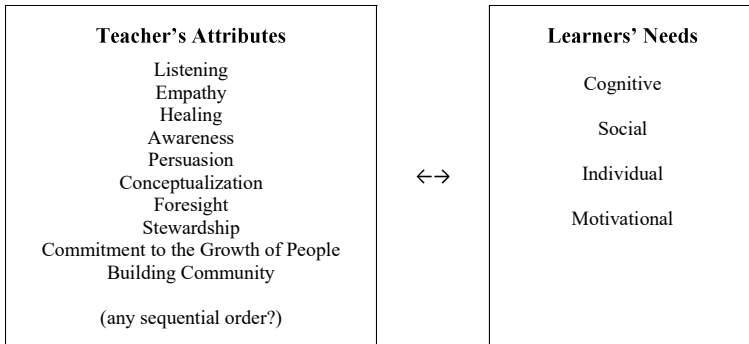 Teacher's Attributes
Listening
Empathy
Healing
Awareness
Persuasion
Conceptualization
Foresight
Stewardship
Commitment to the Growth of People
Building Community
(any sequential order?)
←→
Learners' Needs
Cognitive
Social
Individual
Motivational